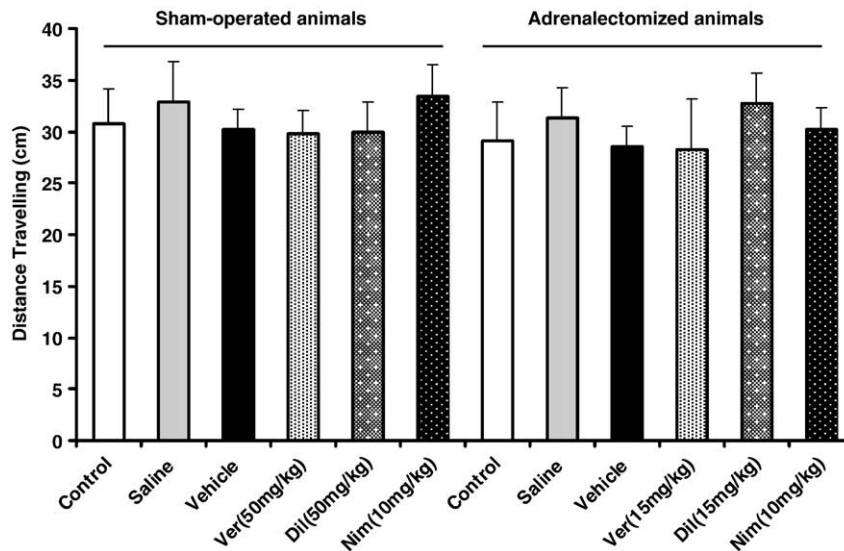 Sham-operated animals
Adrenalectomized animals
Distance Travelling (cm)
40
35
30
25
20
15
10
5
0
Control
Saline
Vehicle
Ver(50mg/kg)
Dil(50mg/kg)
Nim(10mg/kg)
Control
Saline
Vehicle
Ver(15mg/kg)
Dil(15mg/kg)
Nim(10mg/kg)